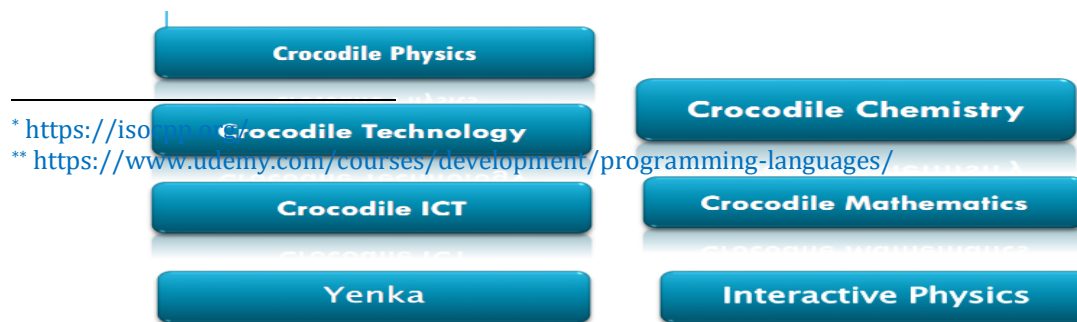 Crocodile Physics
Crocodile Chemistry
Crocodile Technology
* https://isocpp.org/
** https://www.udemy.com/courses/development/programming-languages/
Crocodile ICT
Crocodile Mathematics
Yenka
Interactive Physics